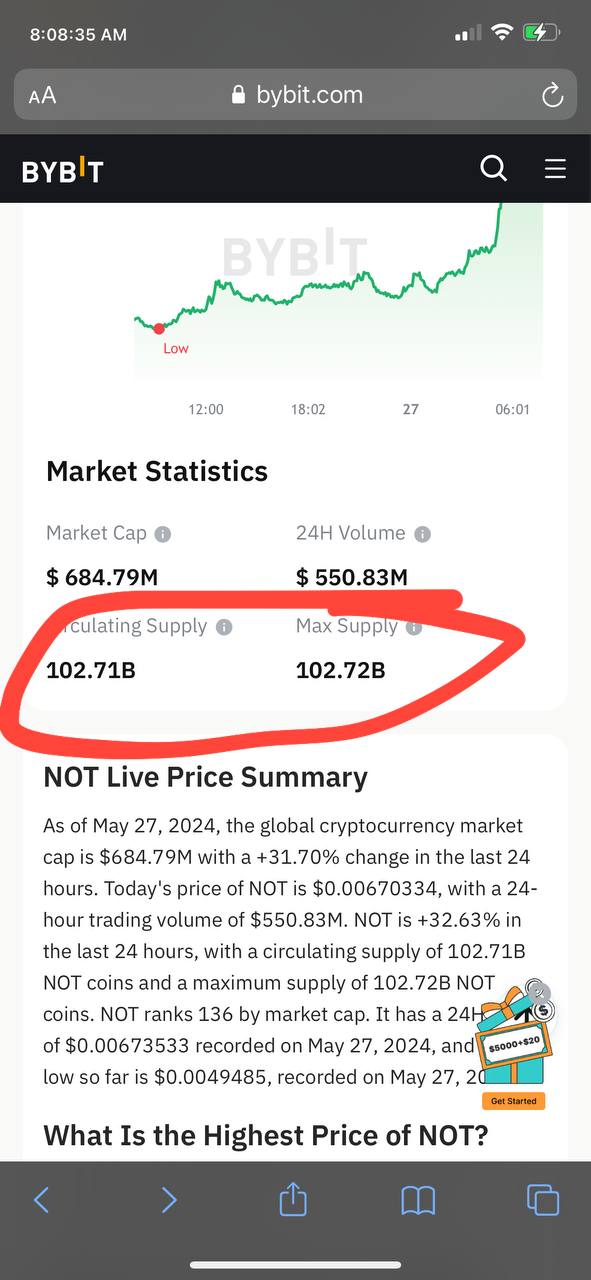 8:08:35 AM
AA bybit.com
BYBIT
BYBIT
Low
12:00 18:02 27 06:01
Market Statistics
Market Cap 24H Volume
$ 684.79M $ 550.83M
Supply Max Supply
102.71B 102.72B
NOT Live Price Summary
As of May 27, 2024, the global cryptocurrency market
cap is $684.79M with a +31.70% change in the last 24
hours. Today's price of NOT is $0.00670334, with a 24-
hour trading volume of $550.83M. NOT is +32.63% in
the last 24 hours, with a circulating supply of 102.71B
NOT coins and a maximum supply of 102.72B NOT
coins. NOT ranks 136 by market cap. It has a 24H
of $0.00673533 recorded on May 27, 2024, and
$5000+$20
low so far is $0.0049485, recorded on May 27,
Get Started
What Is the Highest Price of NOT?